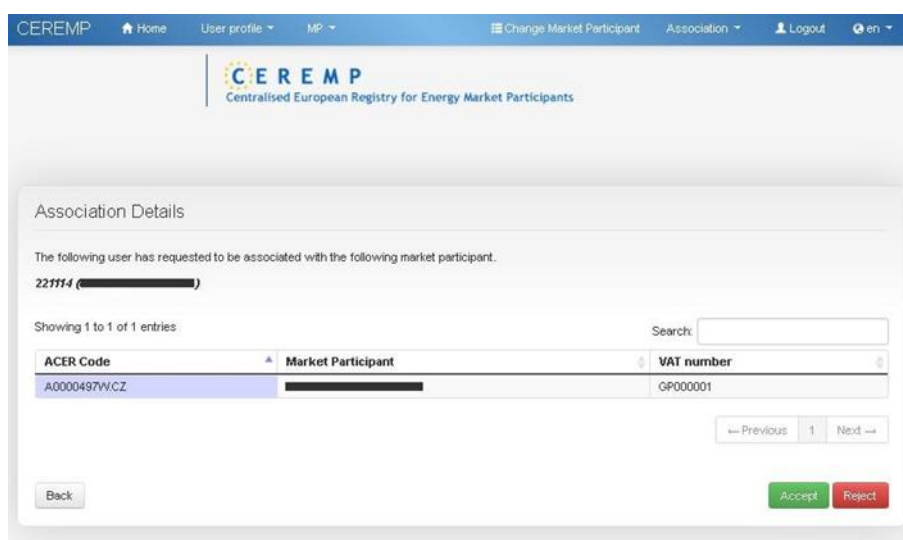 CEREMP Home User profile MP Change Market Participant Association Logout en
CEREMP
Centralised European Registry for Energy Market Participants
Association Details
The following user has requested to be associated with the following market participant.
221114 ( )
Showing 1 to 1 of 1 entries Search:
ACER Code Market Participant VAT number
A0000497W.CZ GP000001
←Previous 1 Next→
Back Accept Reject